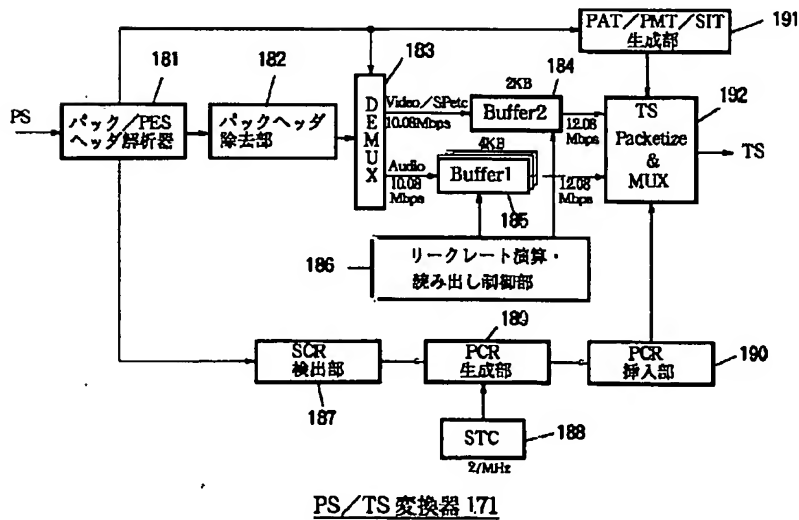 PAT／PMT／SIT
生成部
191
181
182
183
184
192
PS
パック／PES
ヘッダ解析器
パックヘッダ
除去部
DEMUX
Video／SPetc
10.08Mbps
2KB
Buffer2
12.08
Mbps
TS
Packetize
&
MUX
TS
Audio
10.08
Mbps
4KB
Buffer1
12.08
Mbps
185
186
リークレート演算・
読み出し制御部
189
SCR
検出部
PCR
生成部
PCR
挿入部
190
187
STC
188
2/MHz
PS／TS 変換器 171